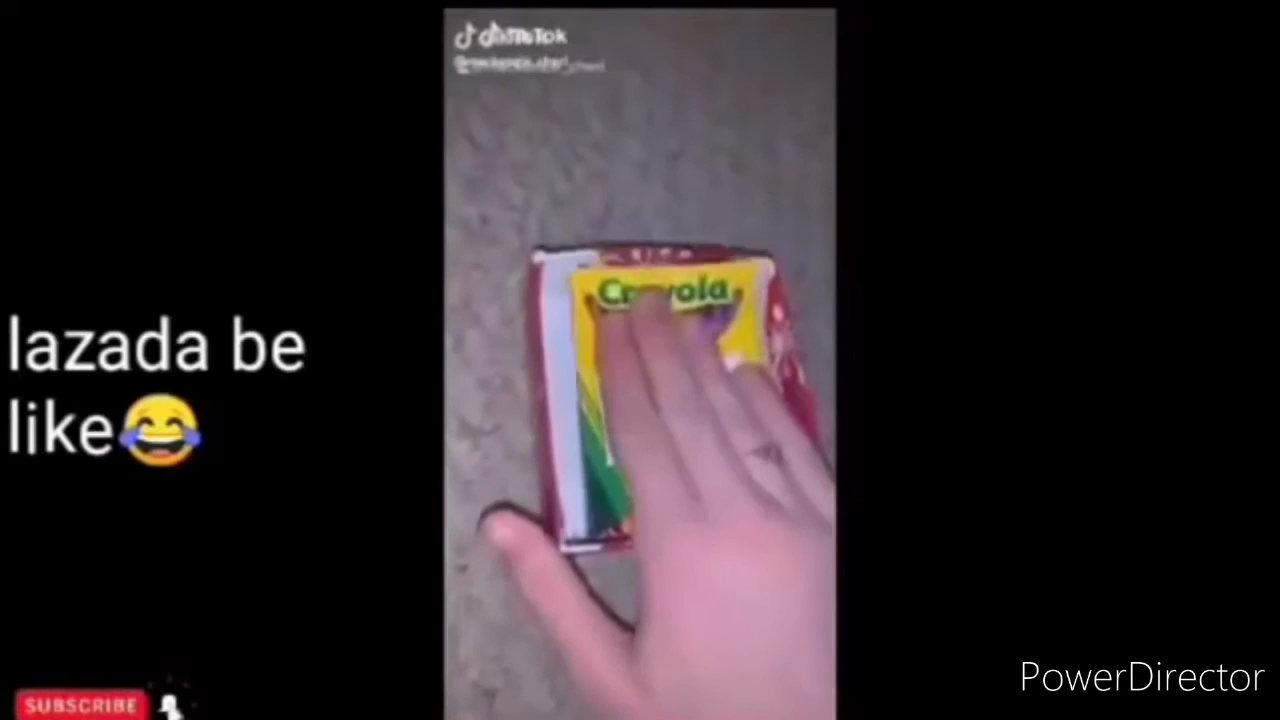 TikTok
Crayola
lazada be
like😂
SUBSCRIBE
PowerDirector